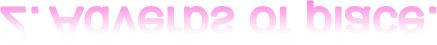 2. Adverbs of place.